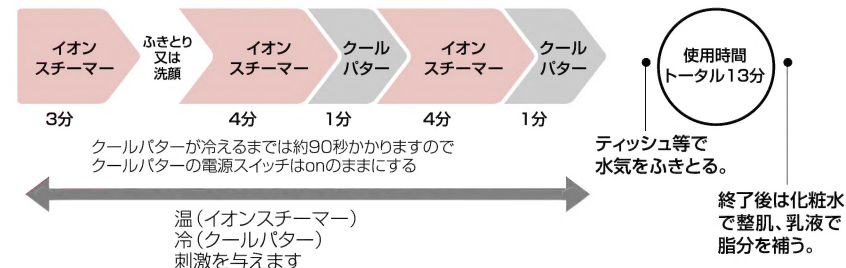 イオン
スチーマー
ふきとり
又は
洗顔
イオン
スチーマー
クール
パター
イオン
スチーマー
クール
パター
使用時間
トータル13分
3分
4分
1分
4分
1分
クールパターが冷えるまでは約90秒かかりますので
クールパターの電源スイッチはonのままにする
ティッシュ等で
水気をふきとる。
温(イオンスチーマー)
冷(クールパター)
刺激を与えます
終了後は化粧水
で整肌、乳液で
脂分を補う。